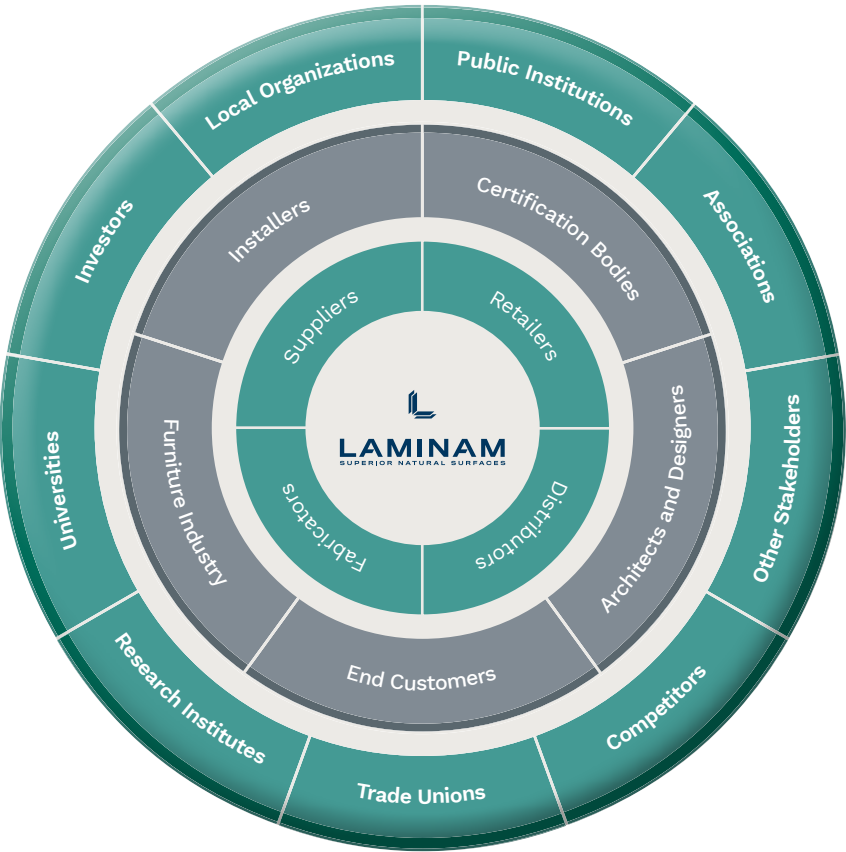 Local Organizations
Public Institutions
Associations
Other Stakeholders
Competitors
Trade Unions
Research Institutes
Universities
Investors
Installers
Certification Bodies
Architects and Designers
End Customers
Furniture Industry
Suppliers
Retailers
Distributors
Fabricators
LAMINAM
SUPERIOR NATURAL SURFACES